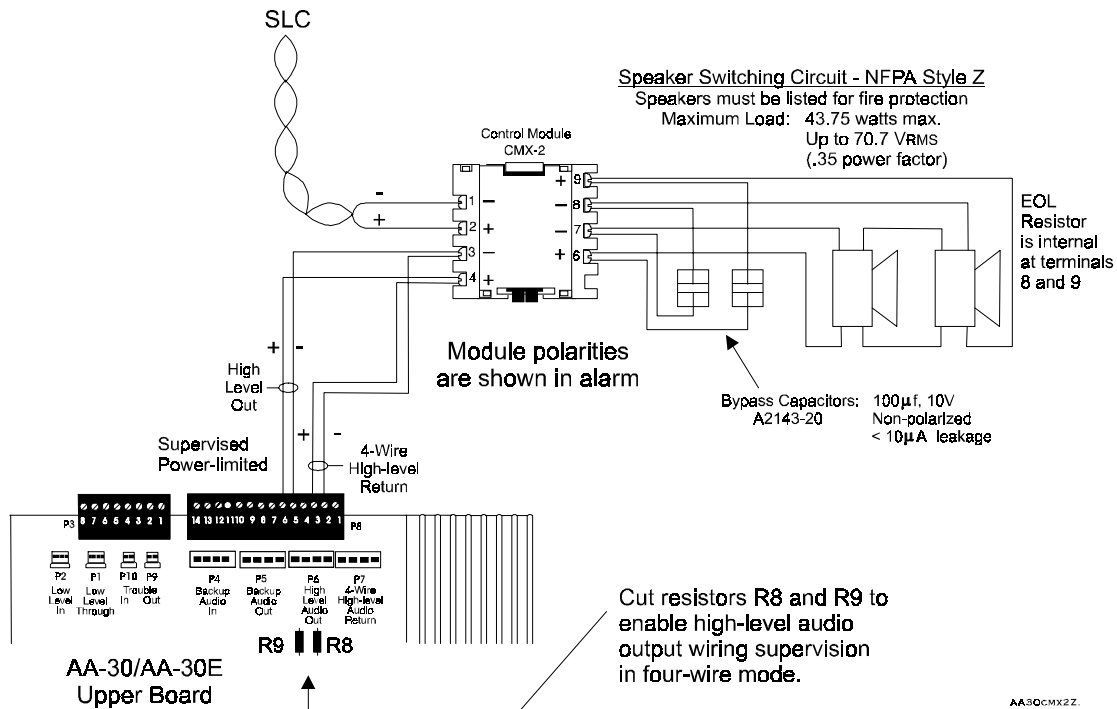 SLC
Speaker Switching Circuit - NFPA Style Z
Speakers must be listed for fire protection
Maximum Load: 43.75 watts max.
Up to 70.7 VRMS
(.35 power factor)
Control Module
CMX-2
-
+
1 -
2 +
3 -
4 +
+ 9
- 8
- 7
+ 6
EOL
Resistor
is internal
at terminals
8 and 9
Module polarities
are shown in alarm
+ -
High
Level
Out
Bypass Capacitors: 100µf, 10V
A2143-20 Non-polarized
< 10µA leakage
+ -
4-Wire
High-level
Return
Supervised
Power-limited
P3
8 7 6 5 4 3 2 1
14 13 12 11 10 9 8 7 6 5 4 3 2 1
P8
P2
Low
Level
In
P1
Low
Level
Through
P10
Trouble
In
P9
Out
P4
Backup
Audio
In
P5
Backup
Audio
Out
P6
High
Level
Audio
Out
P7
4-Wire
High-level
Audio
Return
R9 R8
AA-30/AA-30E
Upper Board
Cut resistors R8 and R9 to
enable high-level audio
output wiring supervision
in four-wire mode.
AA30CMX2Z.